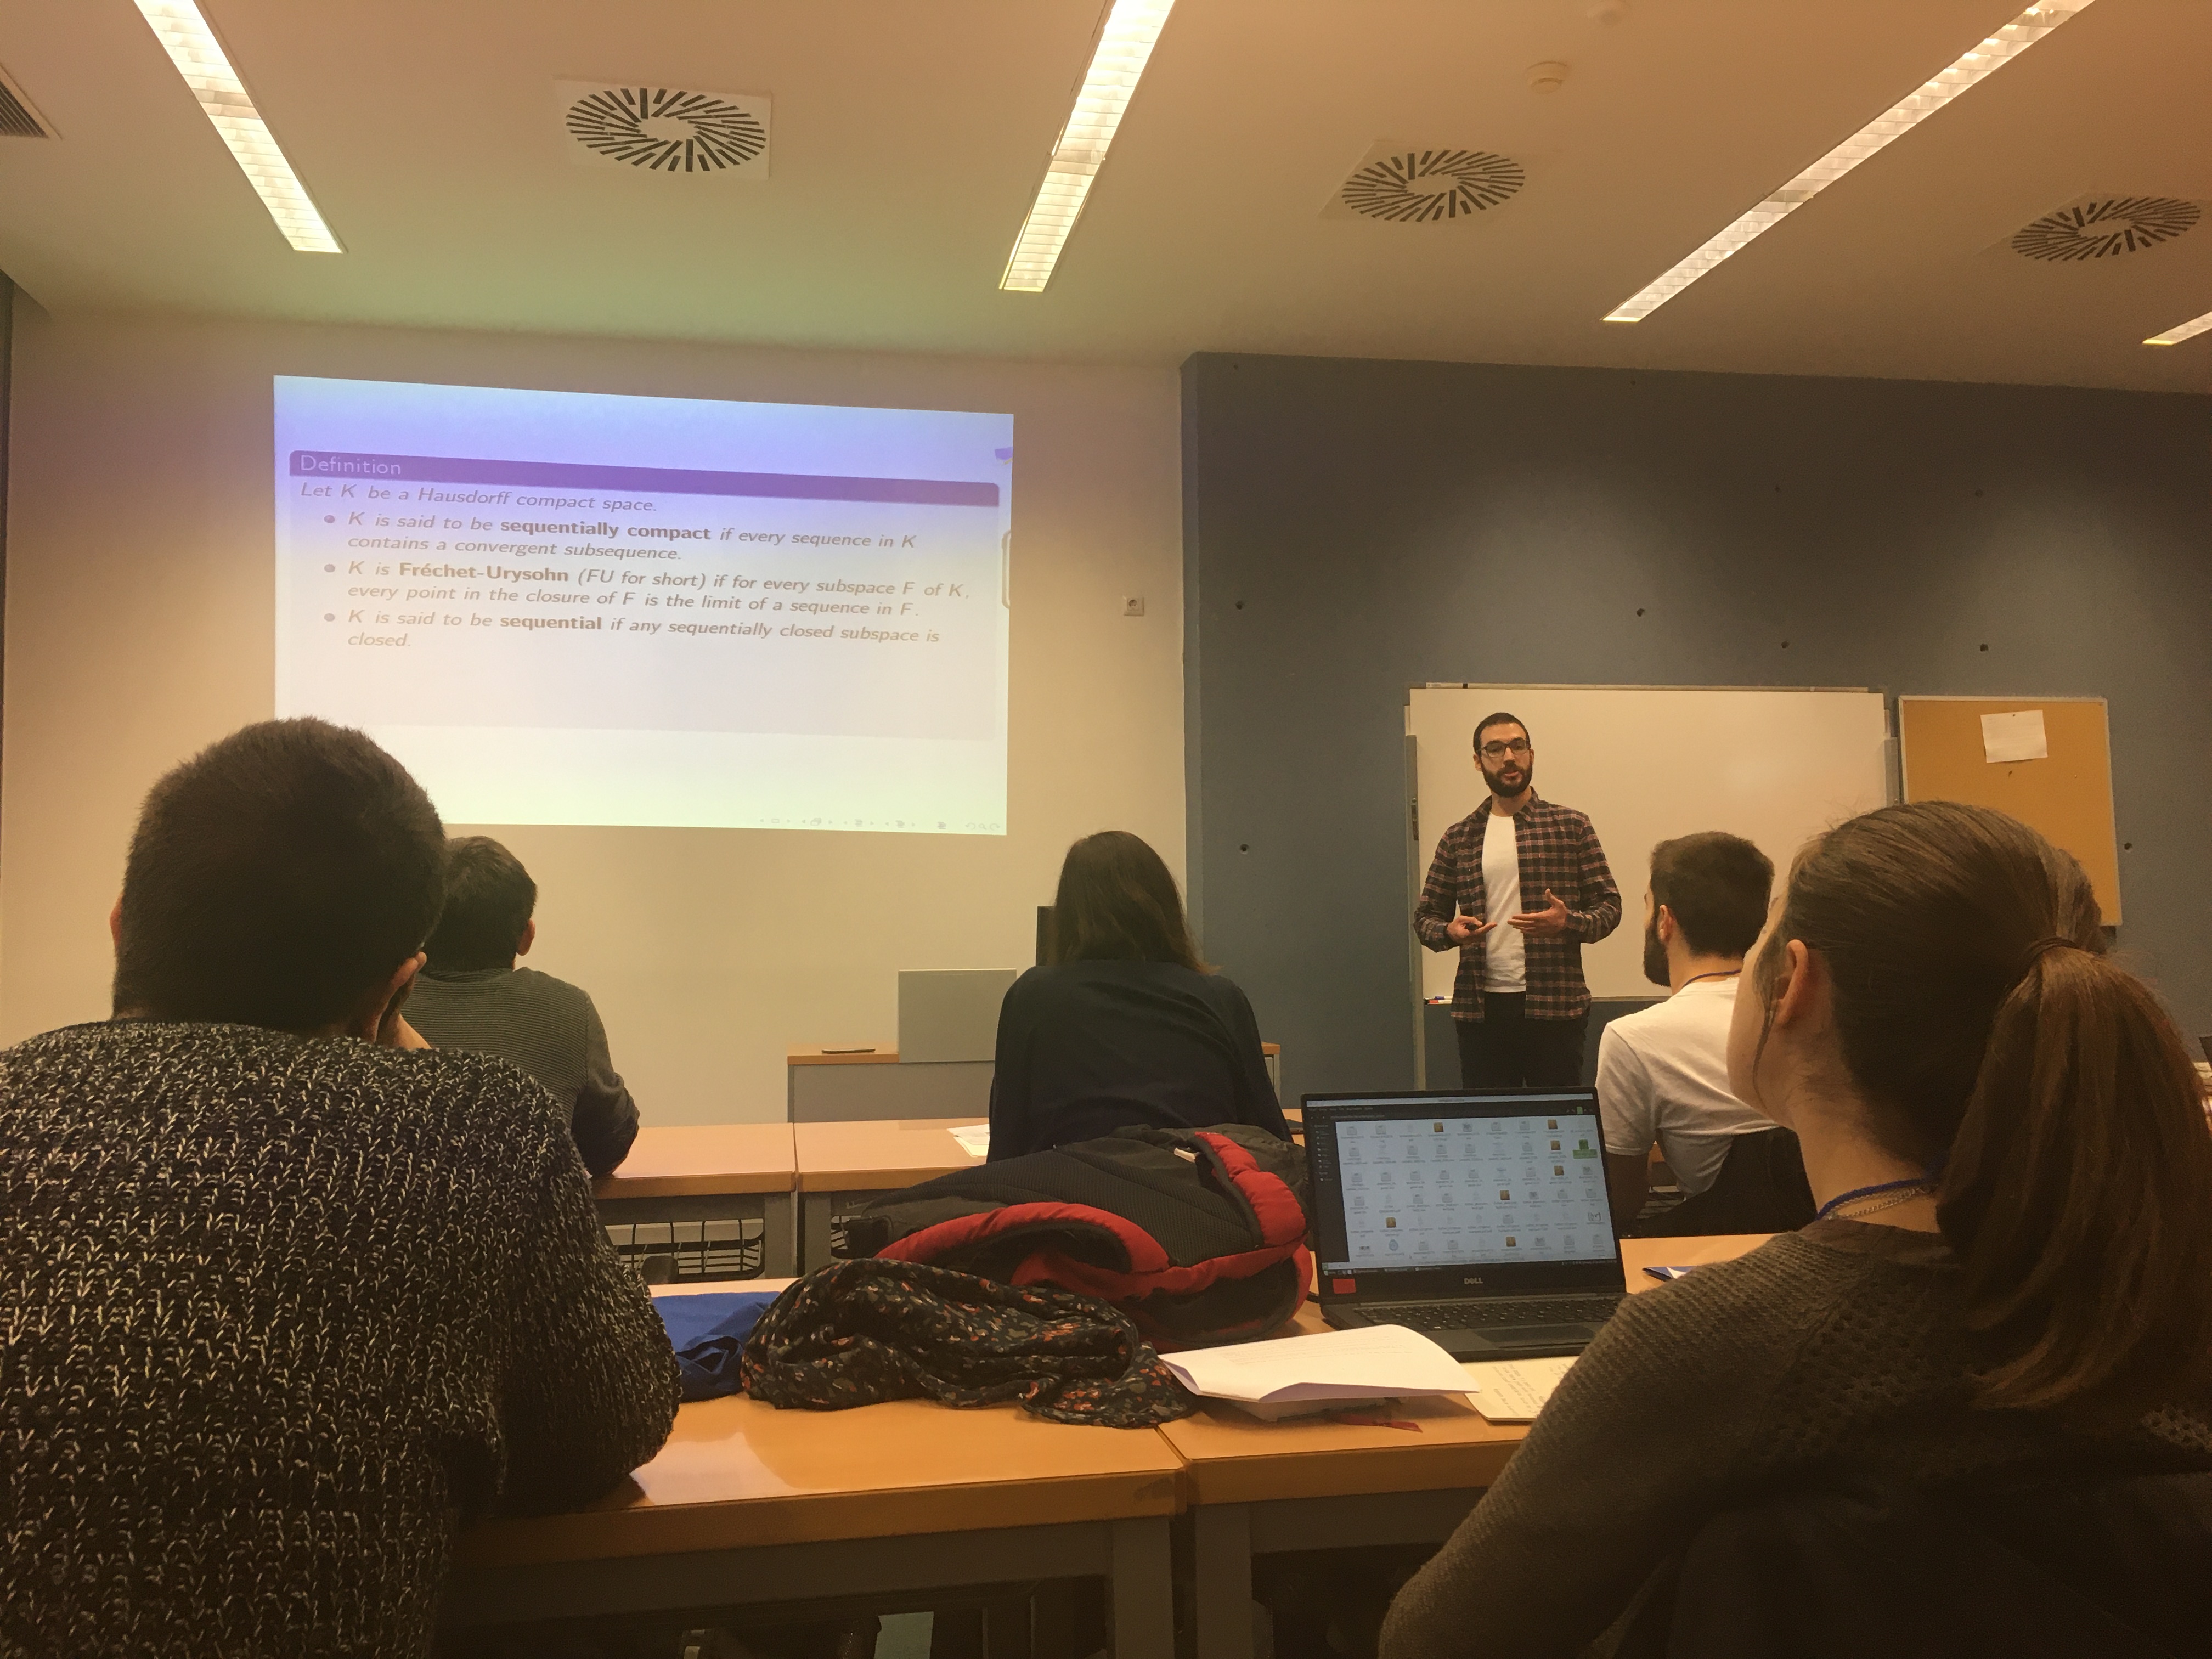 Definition
Let K be a Hausdorff compact space.
K is said to be sequentially compact if every sequence in K
contains a convergent subsequence.
K is Fréchet-Urysohn (FU for short) if for every subspace F of K,
every point in the closure of F is the limit of a sequence in F.
K is said to be sequential if any sequentially closed subspace is
closed.
DELL